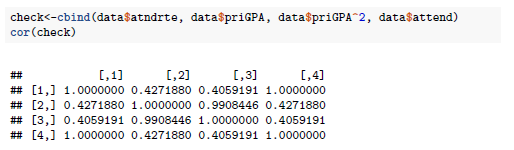 check<-cbind(data$atndrte, data$priGPA, data$priGPA^2, data$attend)
cor(check)
##           [,1]      [,2]      [,3]      [,4]
## [1,] 1.0000000 0.4271880 0.4059191 1.0000000
## [2,] 0.4271880 1.0000000 0.9908446 0.4271880
## [3,] 0.4059191 0.9908446 1.0000000 0.4059191
## [4,] 1.0000000 0.4271880 0.4059191 1.0000000